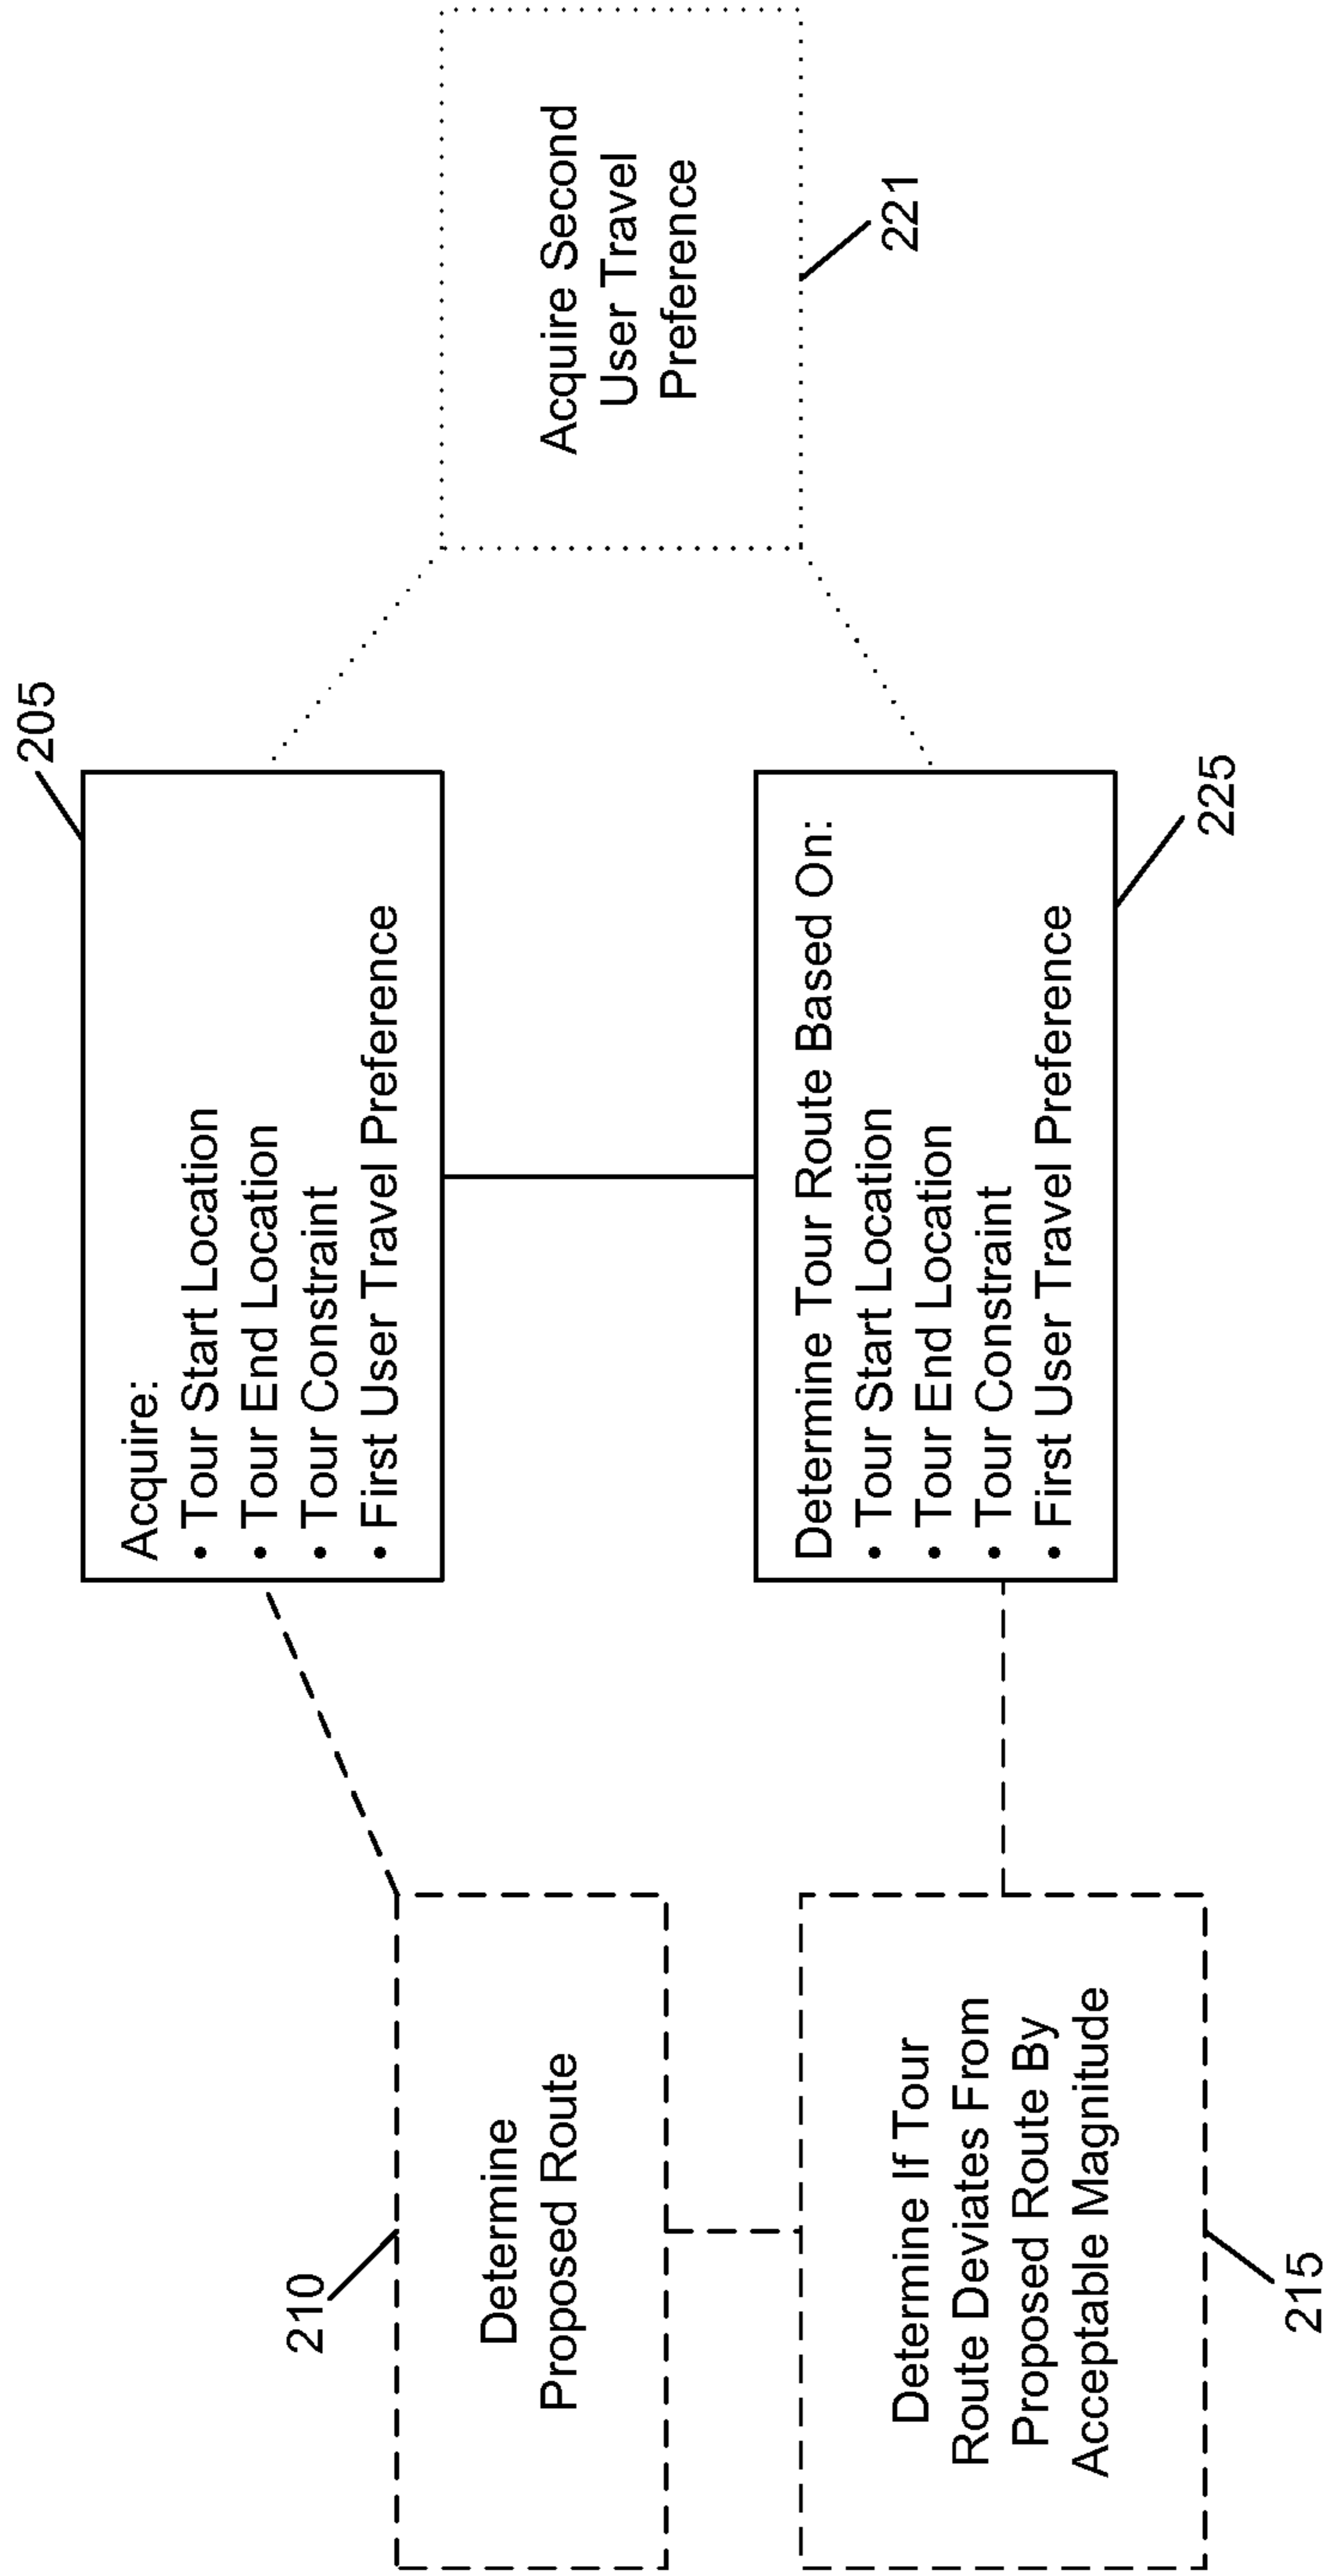 205
Acquire:
• Tour Start Location
• Tour End Location
• Tour Constraint
• First User Travel Preference
210
Determine
Proposed Route
Acquire Second
User Travel
Preference
221
Determine Tour Route Based On:
• Tour Start Location
• Tour End Location
• Tour Constraint
• First User Travel Preference
225
Determine If Tour
Route Deviates From
Proposed Route By
Acceptable Magnitude
215